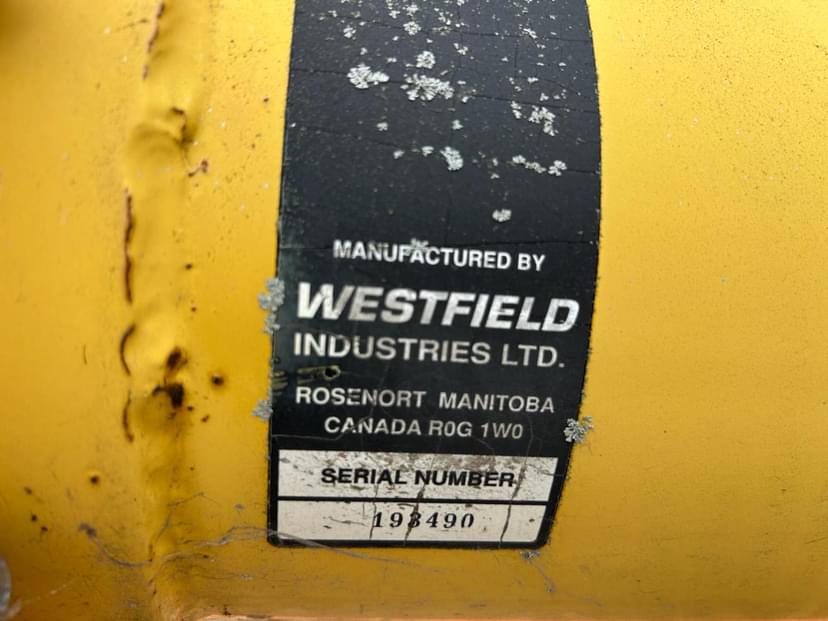 MANUFACTURED BY
WESTFIELD
INDUSTRIES LTD.
ROSENORT MANITOBA
CANADA R0G 1W0
SERIAL NUMBER
193490